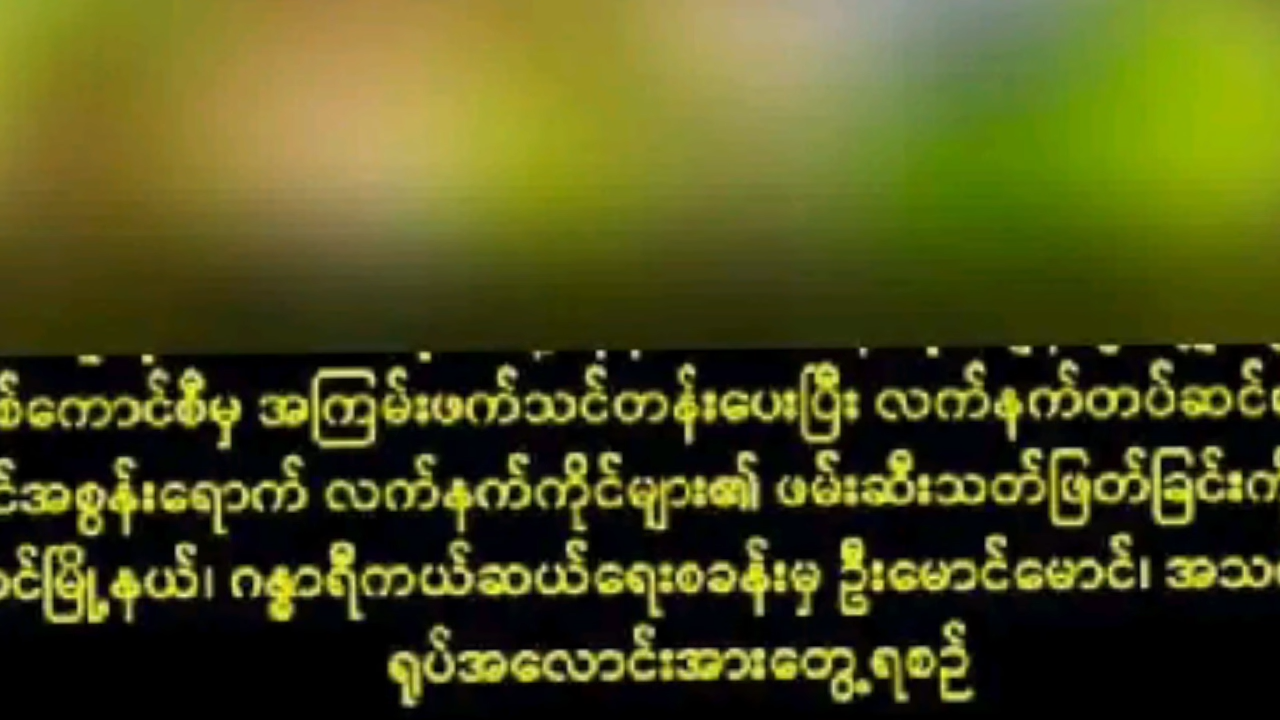 စ်ကောင်စီမှ အကြမ်းဖက်သင်တန်းပေးပြီး လက်နက်တပ်ဆင်
င်အစွန်းရောက် လက်နက်ကိုင်များ၏ ဖမ်းဆီးသတ်ဖြတ်ခြင်း
င်မြို့နယ်၊ ဂန္ဓာရီကယ်ဆယ်ရေးစခန်းမှ ဦးမောင်မောင်၊ အသ
ရုပ်အလောင်းအားတွေ့ရစဉ်